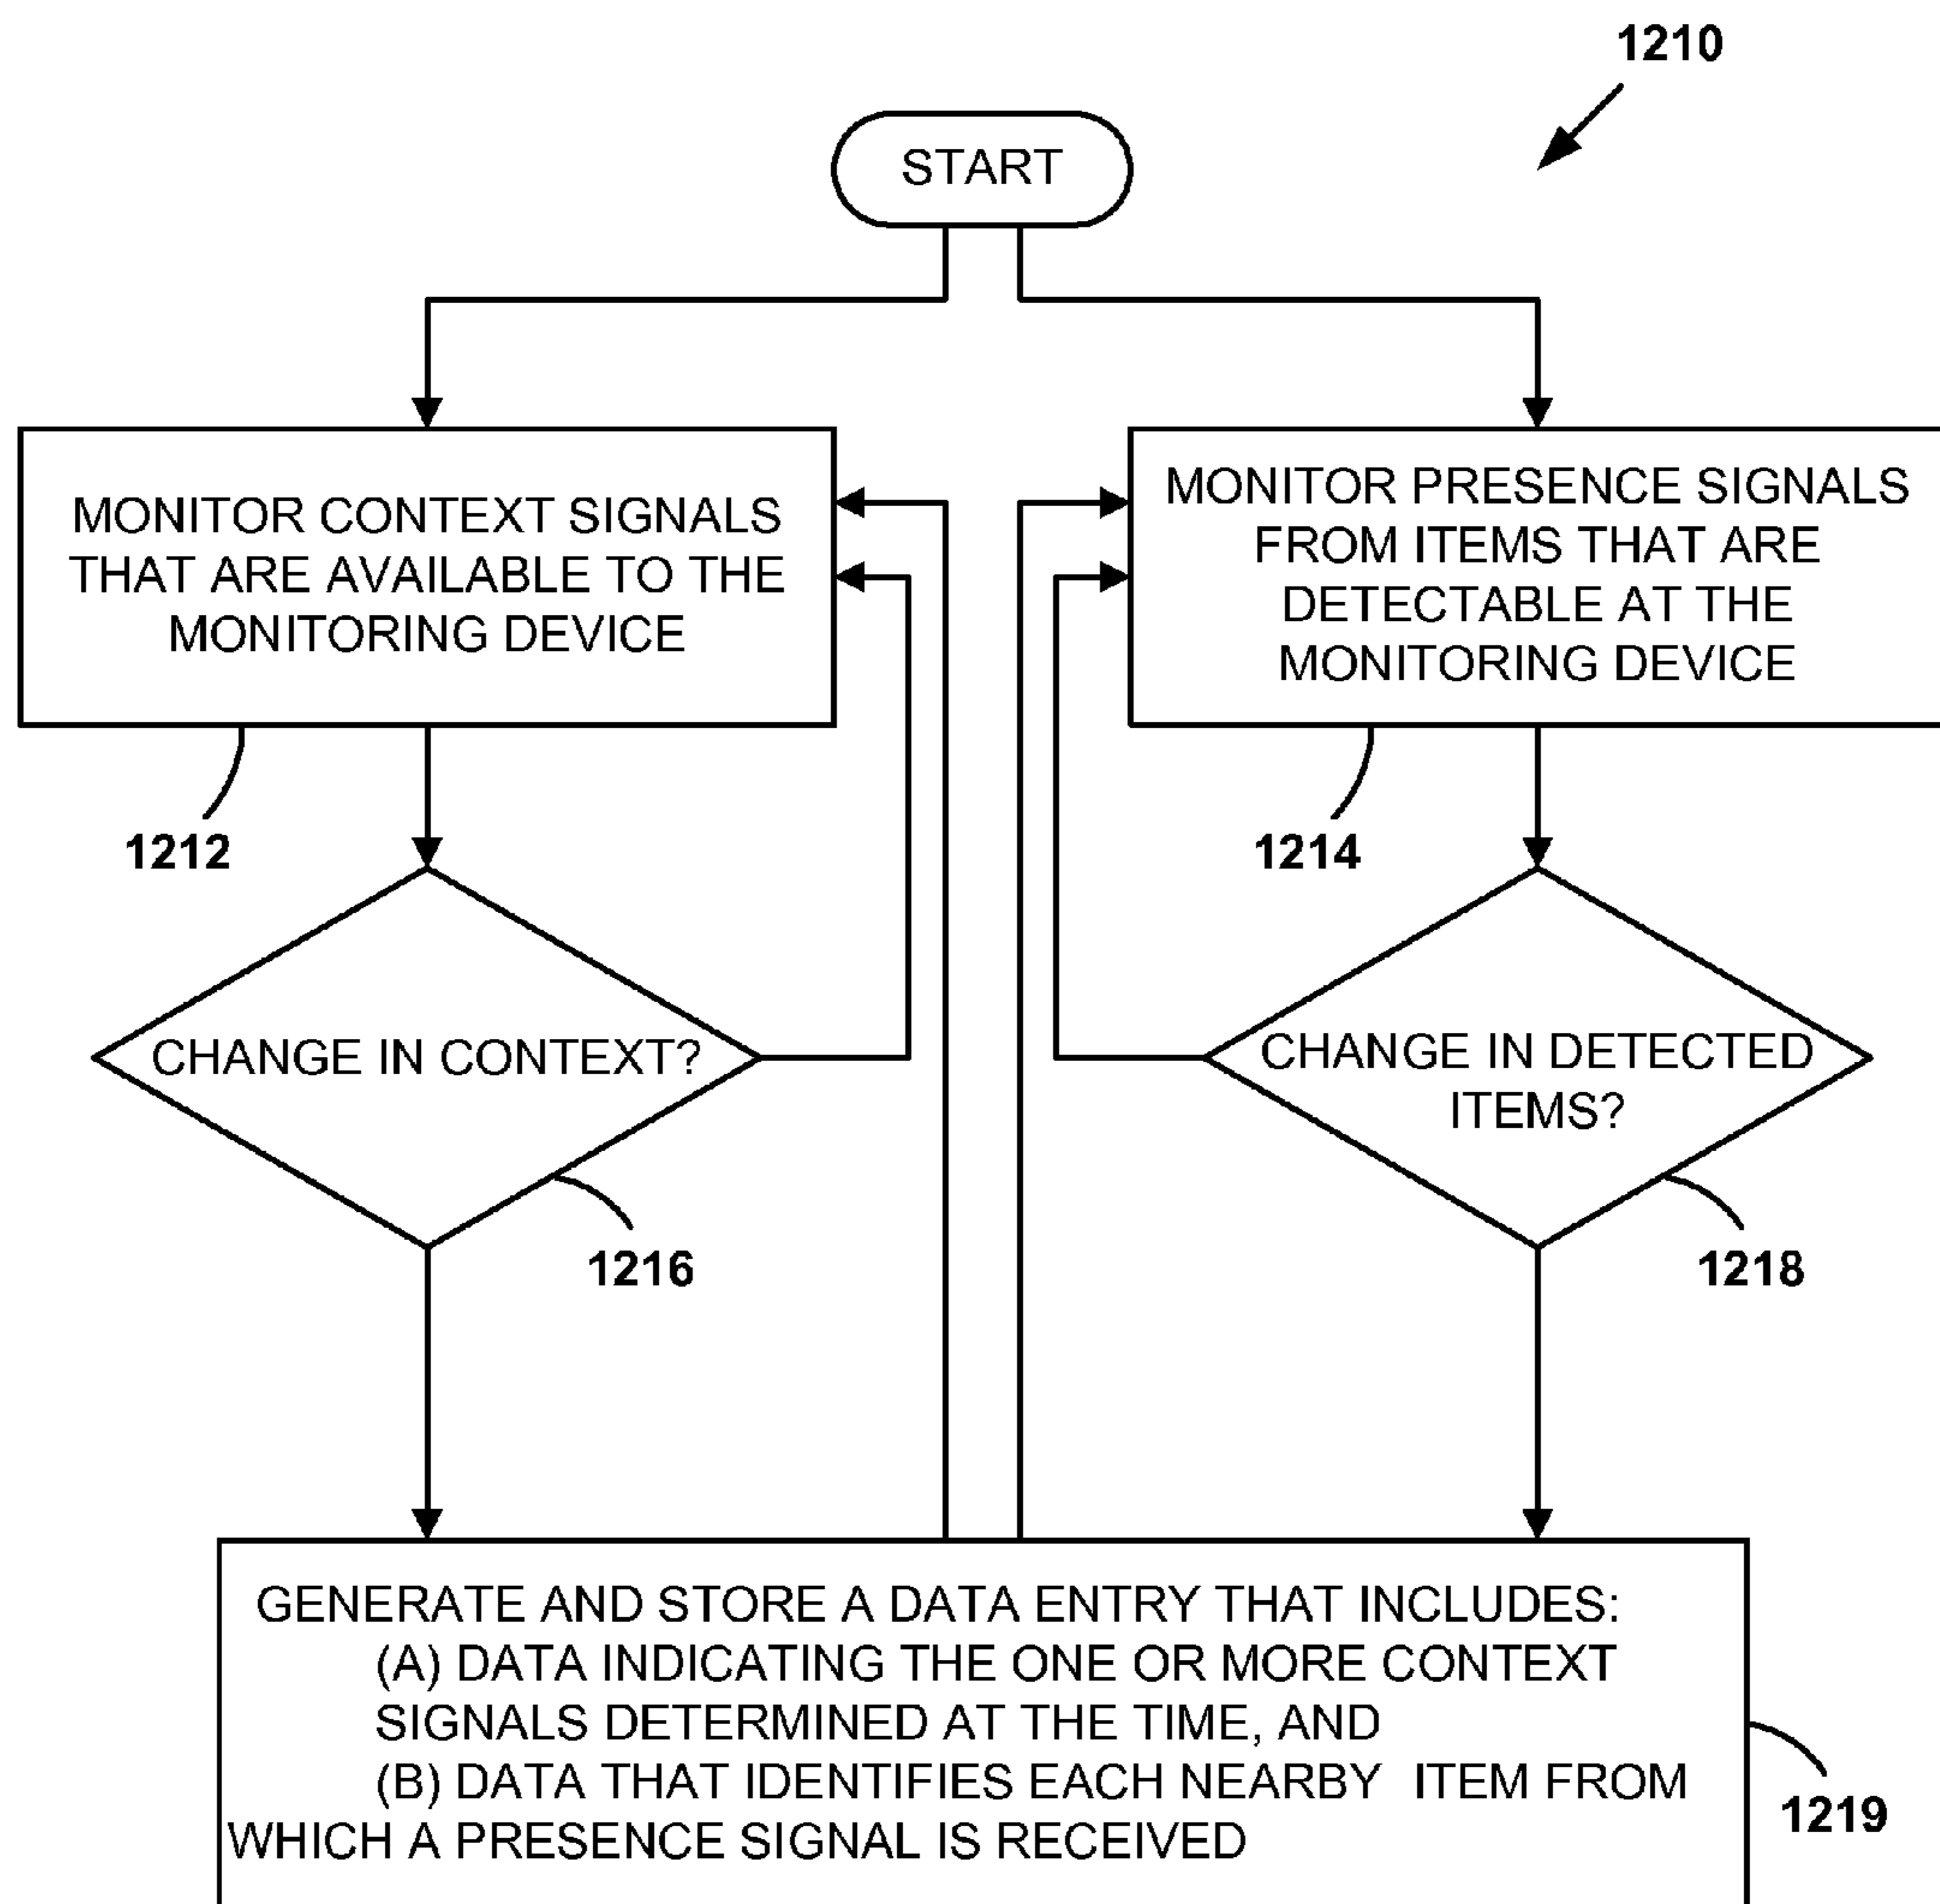 1210
START
MONITOR CONTEXT SIGNALS
THAT ARE AVAILABLE TO THE
MONITORING DEVICE
MONITOR PRESENCE SIGNALS
FROM ITEMS THAT ARE
DETECTABLE AT THE
MONITORING DEVICE
1212
1214
CHANGE IN CONTEXT?
CHANGE IN DETECTED
ITEMS?
1216
1218
GENERATE AND STORE A DATA ENTRY THAT INCLUDES:
(A) DATA INDICATING THE ONE OR MORE CONTEXT
SIGNALS DETERMINED AT THE TIME, AND
(B) DATA THAT IDENTIFIES EACH NEARBY ITEM FROM
WHICH A PRESENCE SIGNAL IS RECEIVED
1219